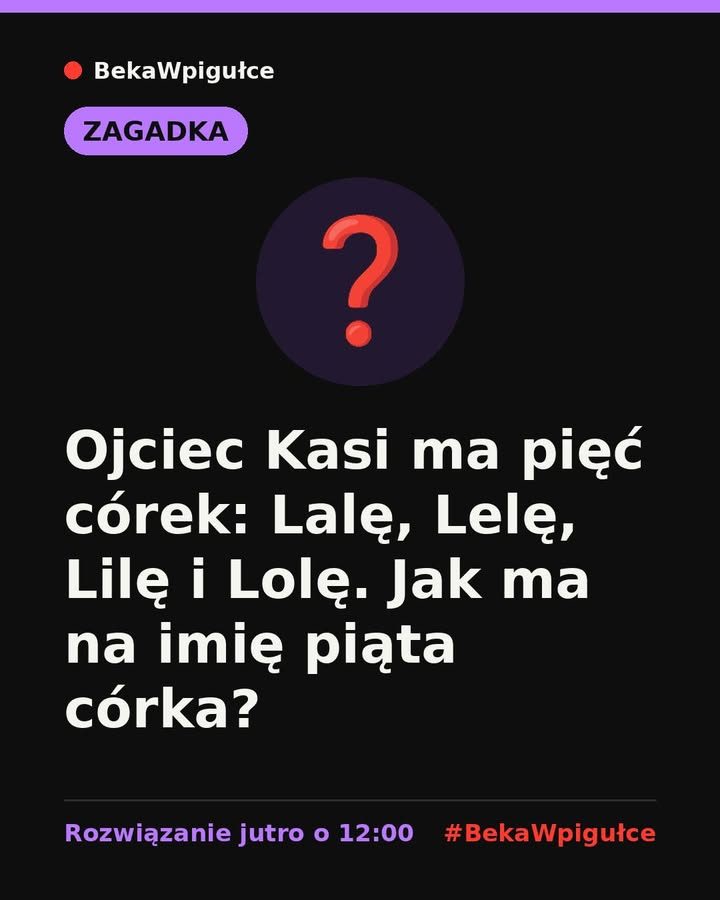 BekaWpigułce
ZAGADKA
Ojciec Kasi ma pięć
córek: Lalę, Lelę,
Lilę i Lolę. Jak ma
na imię piąta
córka?
Rozwiązanie jutro o 12:00 #BekaWpigułce